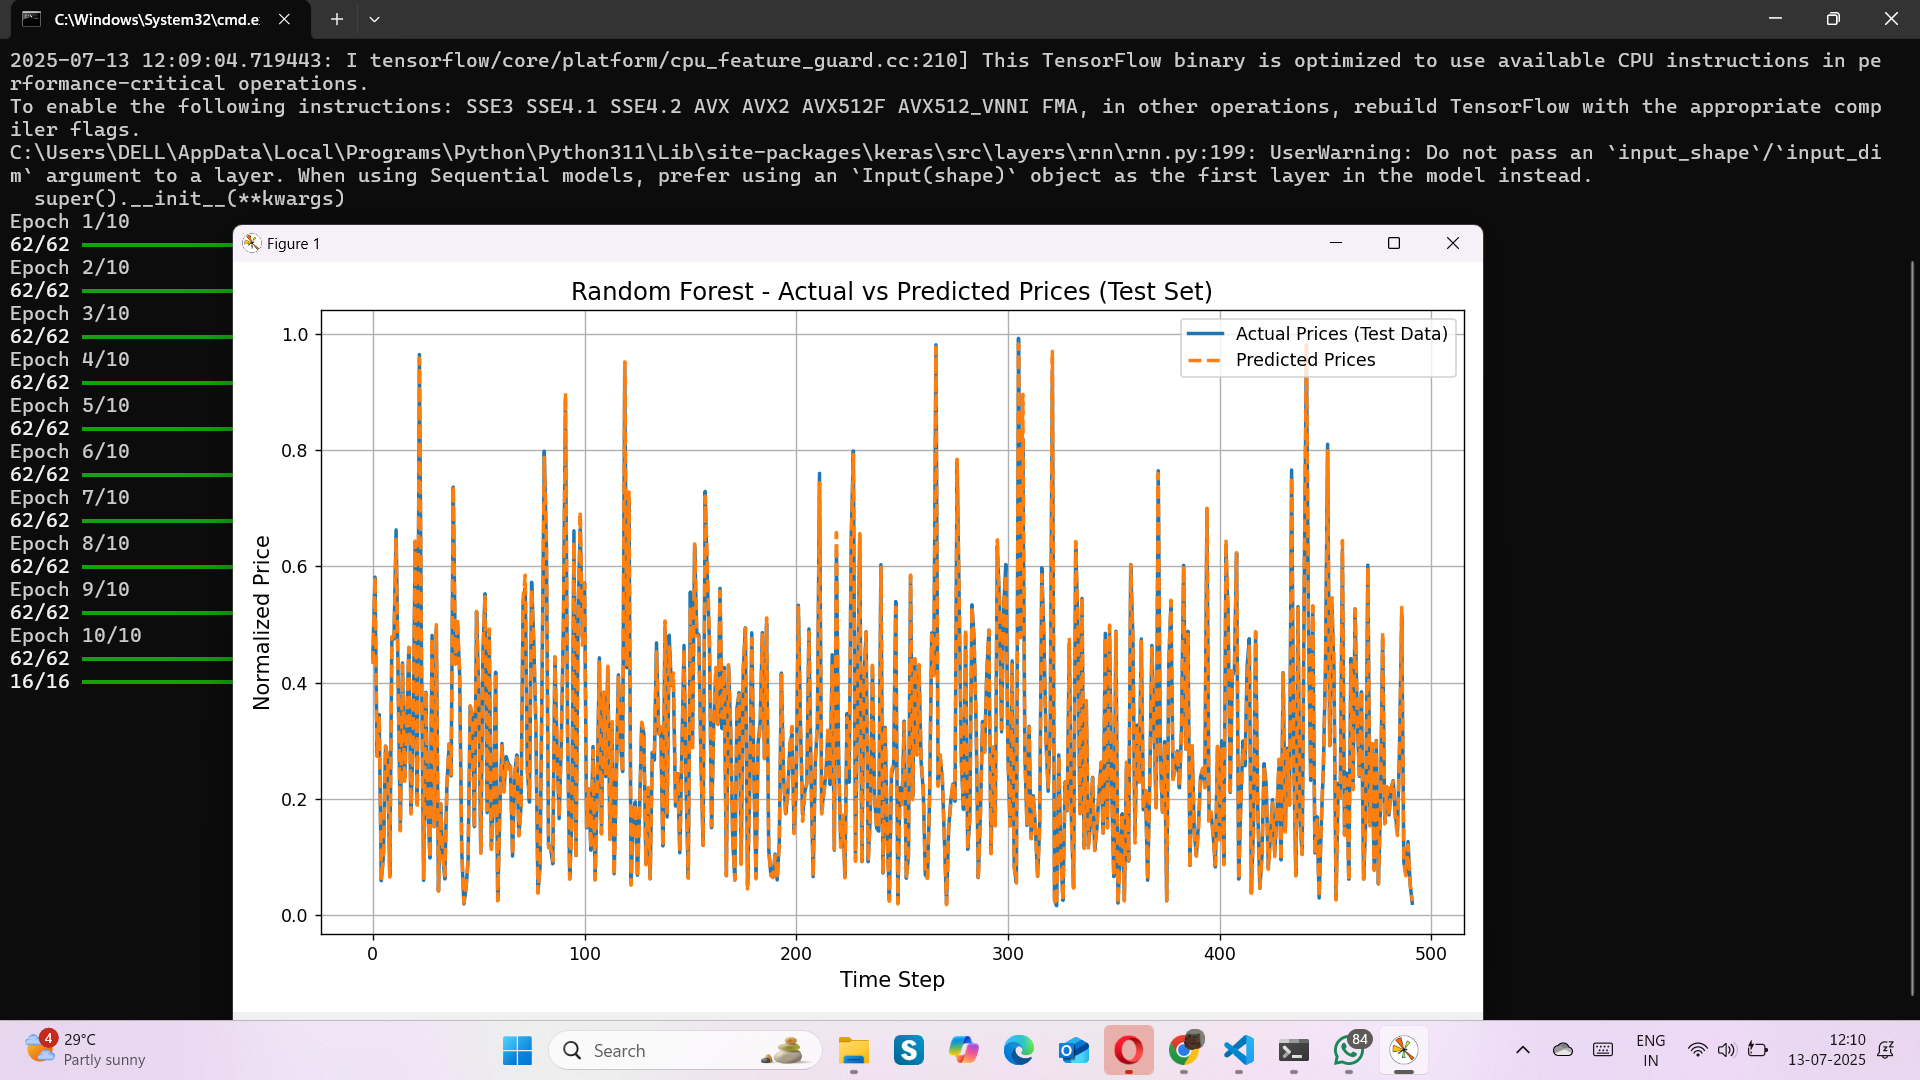 C:\Windows\System32\cmd.e
2025-07-13 12:09:04.719443: I tensorflow/core/platform/cpu_feature_guard.cc:210] This TensorFlow binary is optimized to use available CPU instructions in pe
rformance-critical operations.
To enable the following instructions: SSE3 SSE4.1 SSE4.2 AVX AVX2 AVX512F AVX512_VNNI FMA, in other operations, rebuild TensorFlow with the appropriate comp
iler flags.
C:\Users\DELL\AppData\Local\Programs\Python\Python311\Lib\site-packages\keras\src\layers\rnn\rnn.py:199: UserWarning: Do not pass an `input_shape`/`input_di
m` argument to a layer. When using Sequential models, prefer using an `Input(shape)` object as the first layer in the model instead.
super().__init__(**kwargs)
Epoch 1/10
62/62
Epoch 2/10
62/62
Epoch 3/10
62/62
Epoch 4/10
62/62
Epoch 5/10
62/62
Epoch 6/10
62/62
Epoch 7/10
62/62
Epoch 8/10
62/62
Epoch 9/10
62/62
Epoch 10/10
62/62
16/16
Figure 1
Random Forest - Actual vs Predicted Prices (Test Set)
Actual Prices (Test Data)
Predicted Prices
Normalized Price
1.0
0.8
0.6
0.4
0.2
0.0
0 100 200 300 400 500
Time Step
4
29°C
Partly sunny
Search
S
84
ENG
IN
12:10
13-07-2025